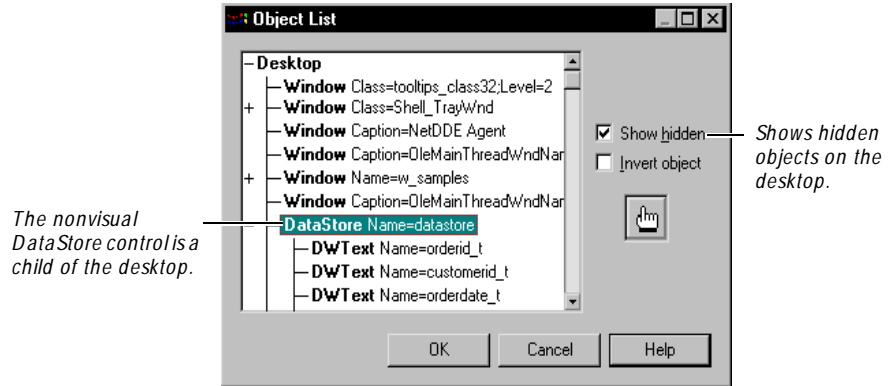 Object List
Desktop
Window Class=tooltips_class32;Level=2
Window Class=Shell_TrayWnd
Window Caption=NetDDE Agent
Window Caption=OleMainThreadWndNar
Window Name=w_samples
Window Caption=OleMainThreadWndNar
DataStore Name=datastore
DWText Name=orderid_t
DWText Name=customerid_t
DWText Name=orderdate_t
Show hidden
Invert object
OK
Cancel
Help
Shows hidden
objects on the
desktop.
The nonvisual
DataStore control is a
child of the desktop.